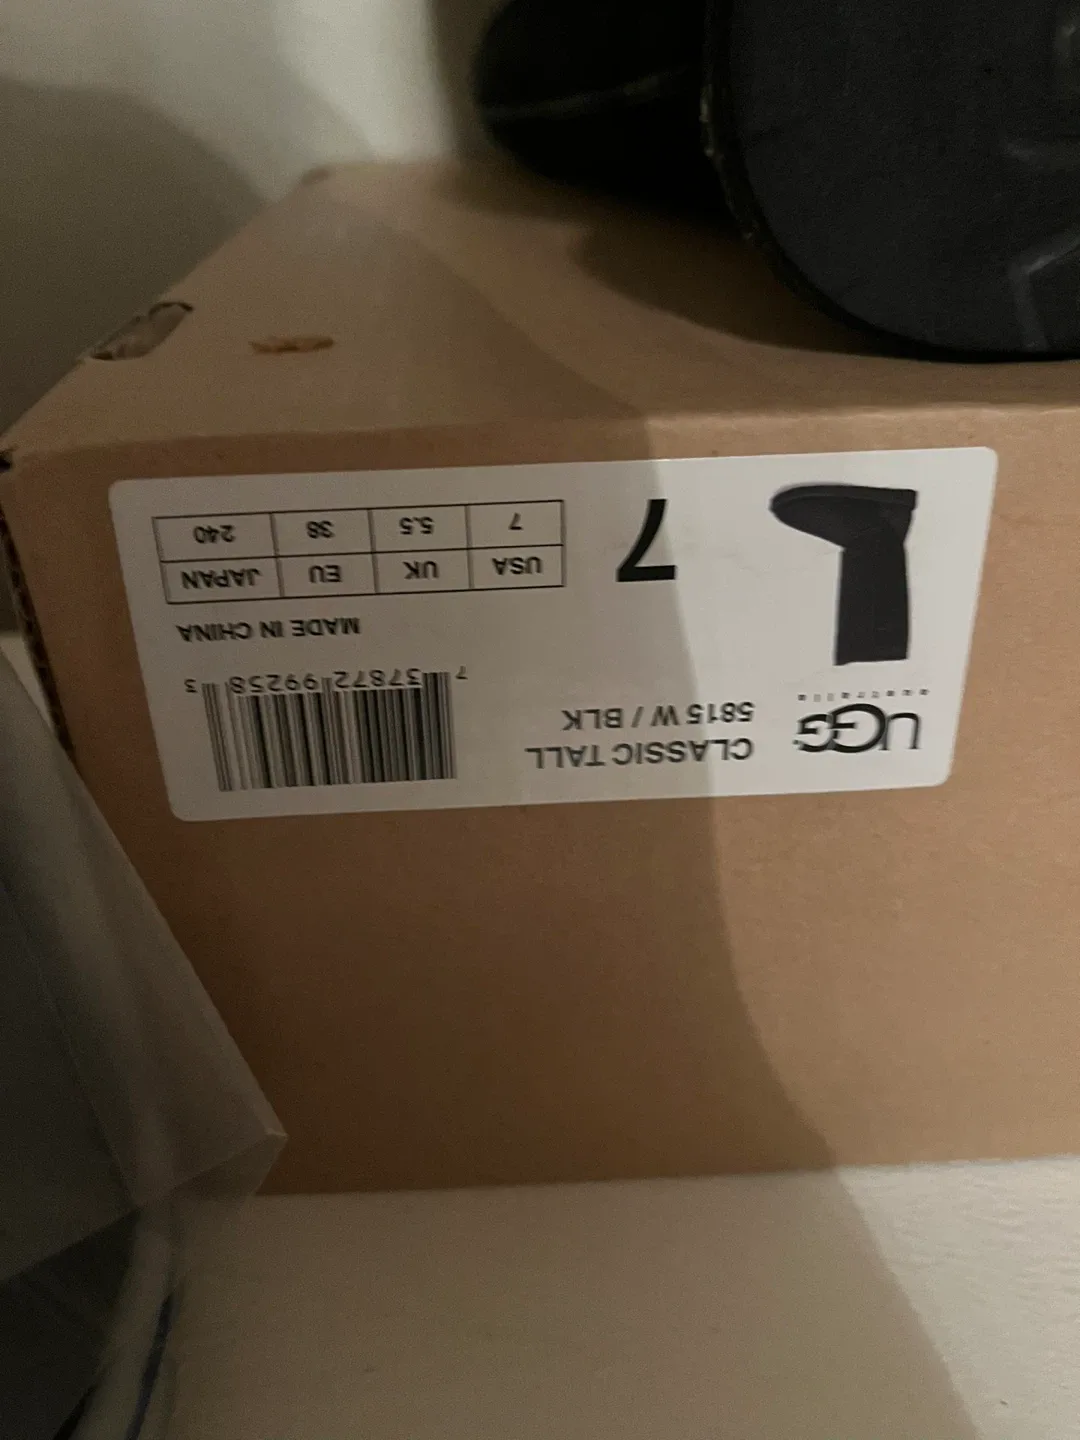 UGG
australia
CLASSIC TALL
5815 W / BLK
7 37872 99258 3
MADE IN CHINA
7
USA UK EU JAPAN
7 5.5 38 240